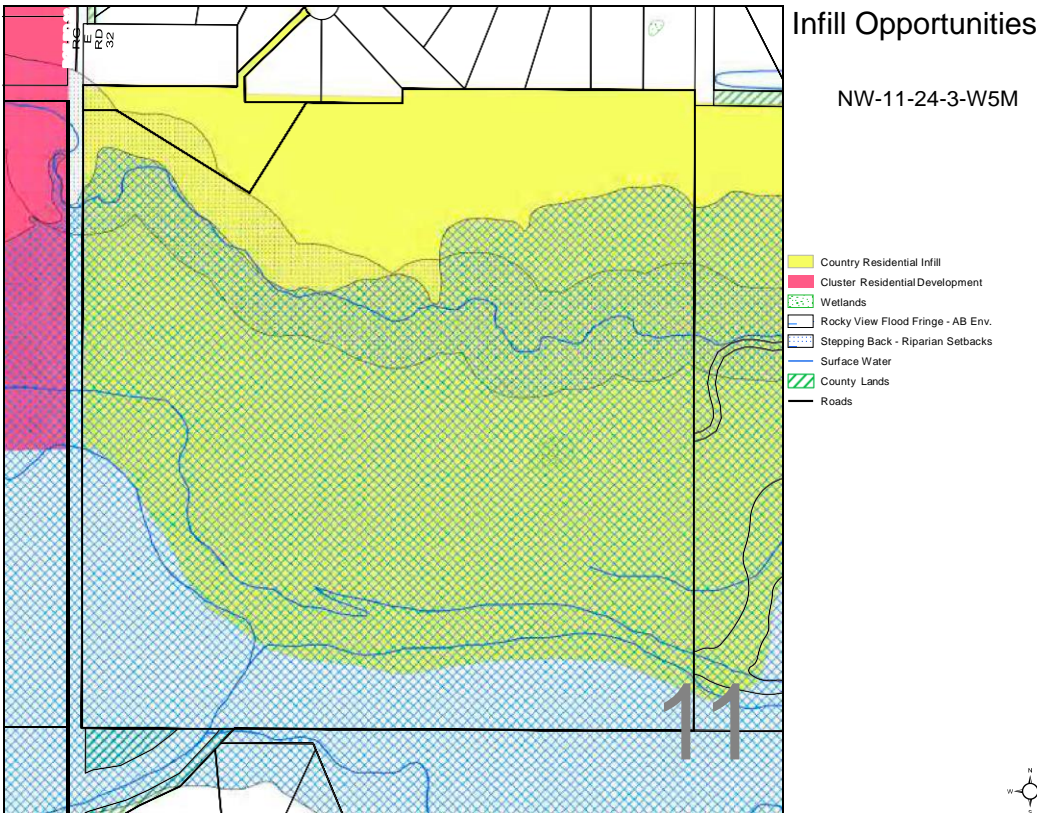 Infill Opportunities
NW-11-24-3-W5M
RG
E
RD
32
Country Residential Infill
Cluster Residential Development
Wetlands
Rocky View Flood Fringe - AB Env.
Stepping Back - Riparian Setbacks
Surface Water
County Lands
Roads
11
N
W
S